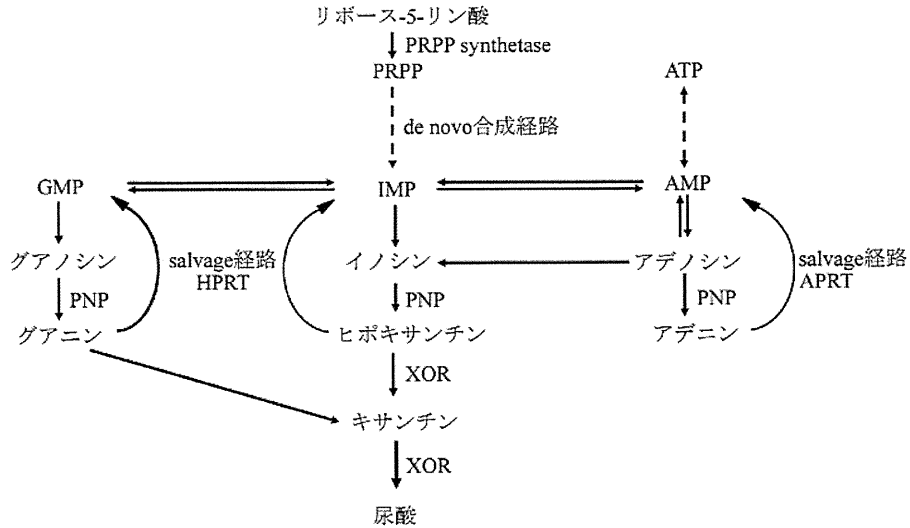 リボース-5-リン酸
PRPP synthetase
PRPP
ATP
de novo合成経路
GMP
IMP
AMP
グアノシン
salvage経路
HPRT
イノシン
アデノシン
salvage経路
APRT
PNP
PNP
PNP
グアニン
ヒポキサンチン
アデニン
XOR
キサンチン
XOR
尿酸